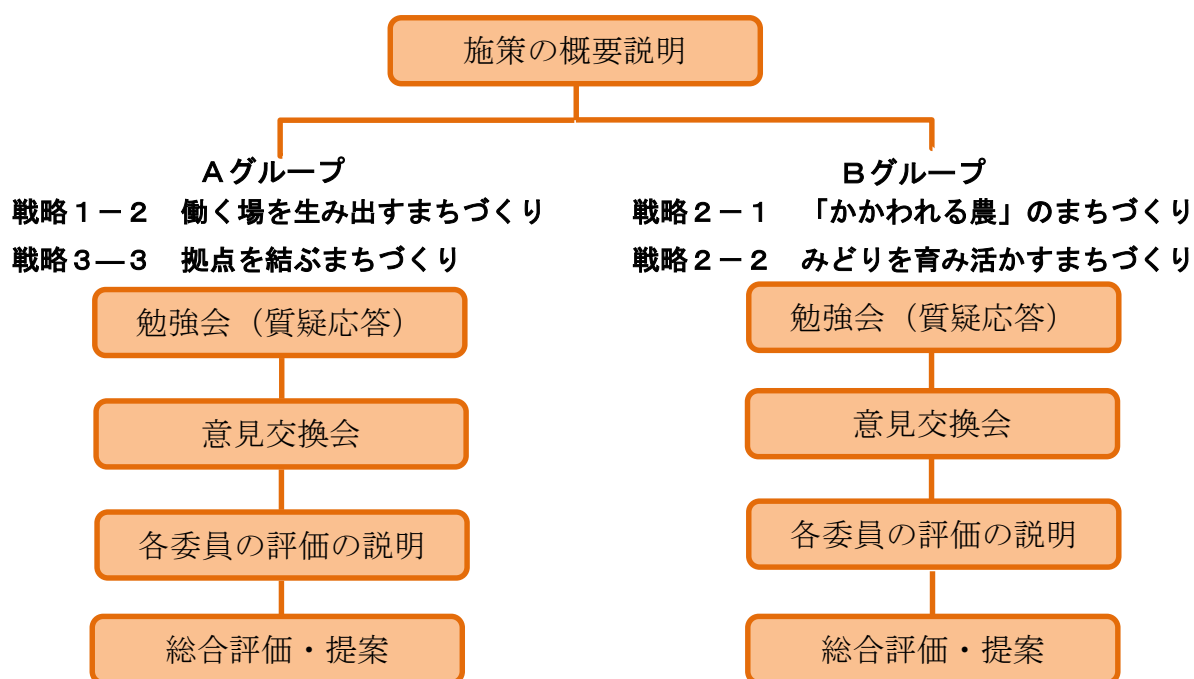 施策の概要説明
Aグループ
戦略１－２　働く場を生み出すまちづくり
戦略３―３　拠点を結ぶまちづくり
勉強会（質疑応答）
意見交換会
各委員の評価の説明
総合評価・提案
Bグループ
戦略２－１　「かかわれる農」のまちづくり
戦略２－２　みどりを育み活かすまちづくり
勉強会（質疑応答）
意見交換会
各委員の評価の説明
総合評価・提案